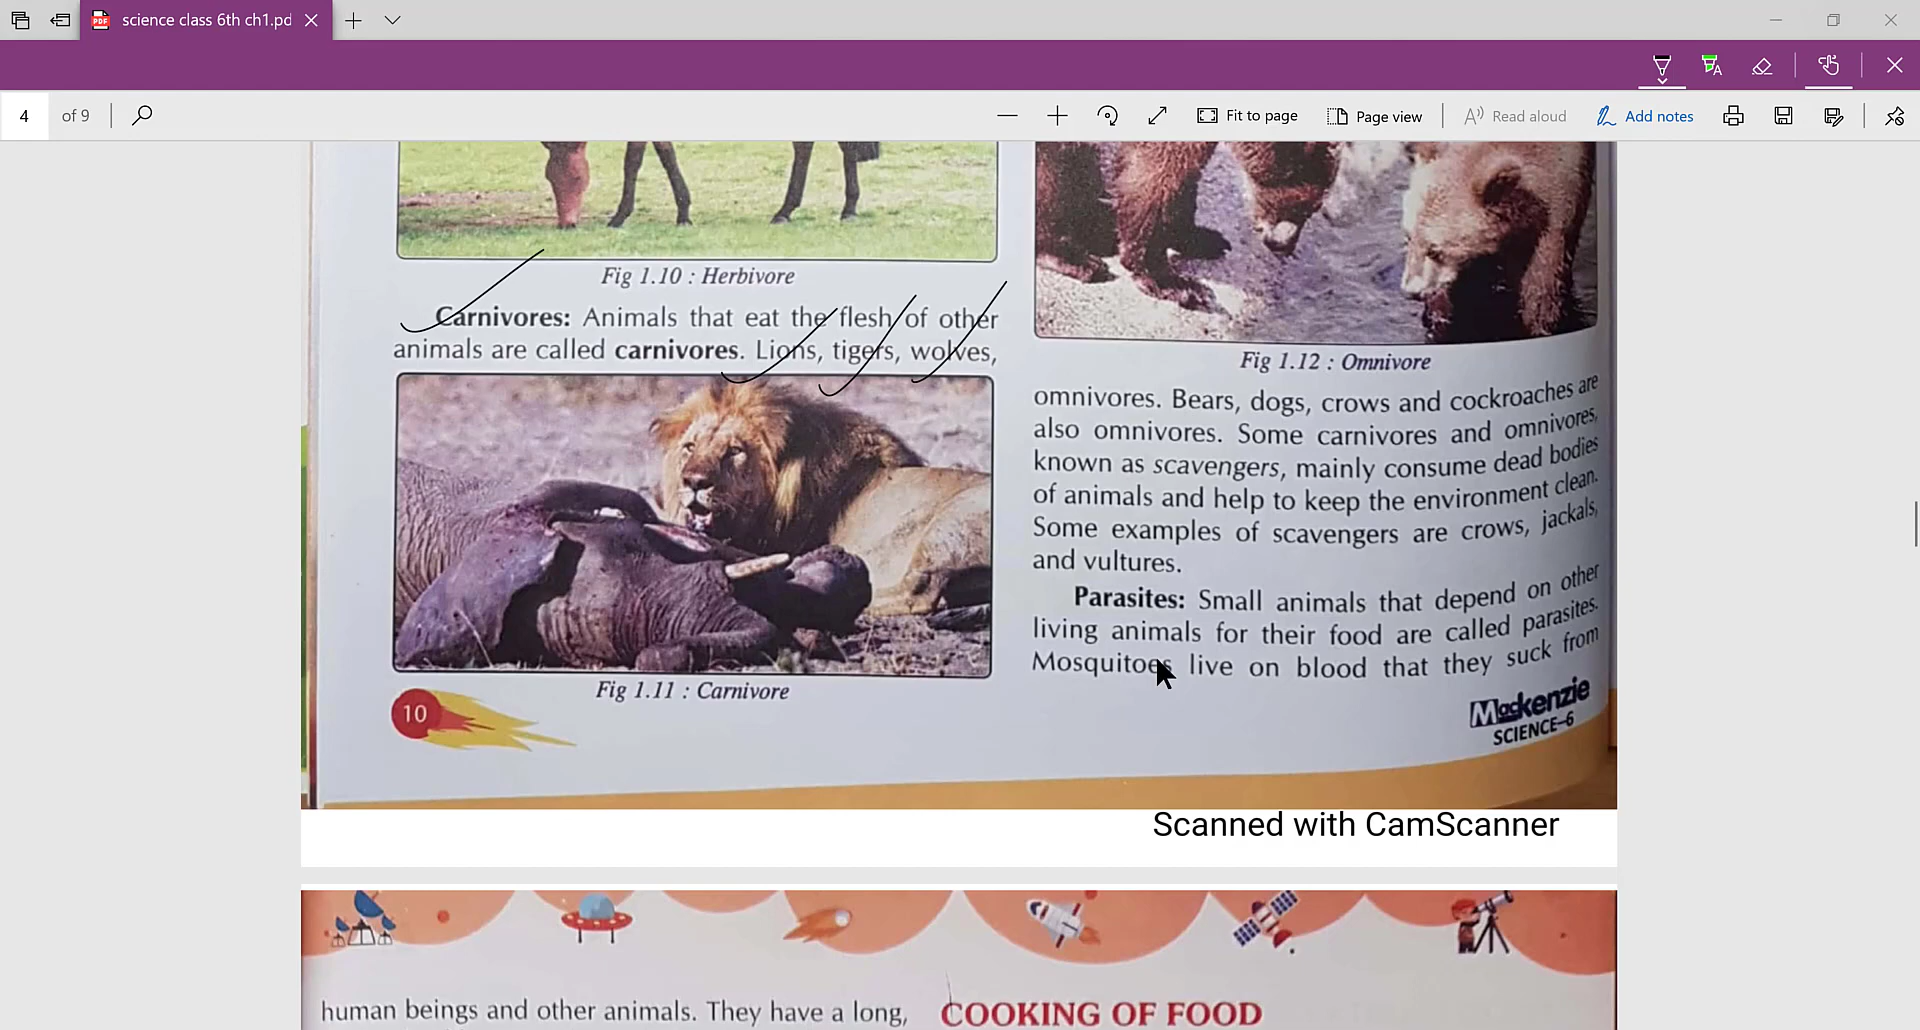 science class 6th ch1.pd
4 of 9
Fit to page
Page view
Read aloud
Add notes
Fig 1.10 : Herbivore
Carnivores: Animals that eat the flesh of other
animals are called carnivores. Lions, tigers, wolves,
Fig 1.11 : Carnivore
10
Fig 1.12 : Omnivore
omnivores. Bears, dogs, crows and cockroaches are
also omnivores. Some carnivores and omnivores,
known as scavengers, mainly consume dead bodies
of animals and help to keep the environment clean.
Some examples of scavengers are crows, jackals,
and vultures.
Parasites: Small animals that depend on other
living animals for their food are called parasites.
Mosquitoes live on blood that they suck from
Mackenzie
SCIENCE–6
Scanned with CamScanner
human beings and other animals. They have a long,
COOKING OF FOOD